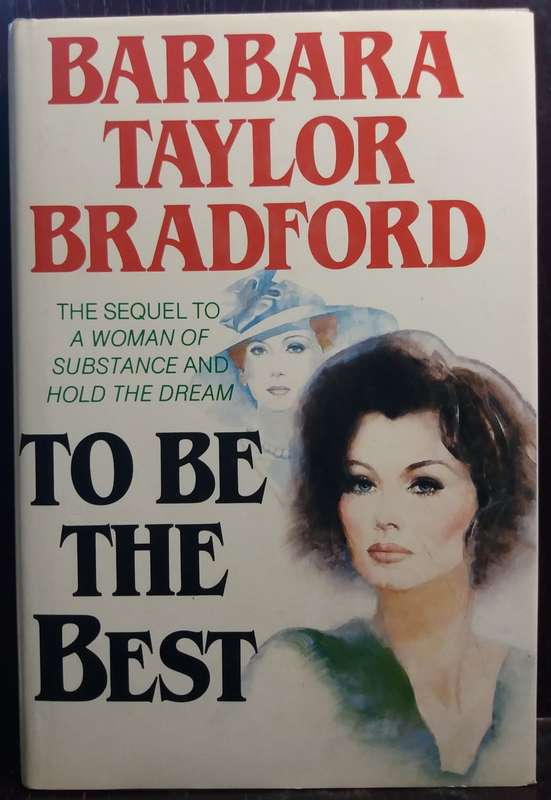 BARBARA
TAYLOR
BRADFORD
THE SEQUEL TO
A WOMAN OF
SUBSTANCE AND
HOLD THE DREAM
TO BE
THE
BEST